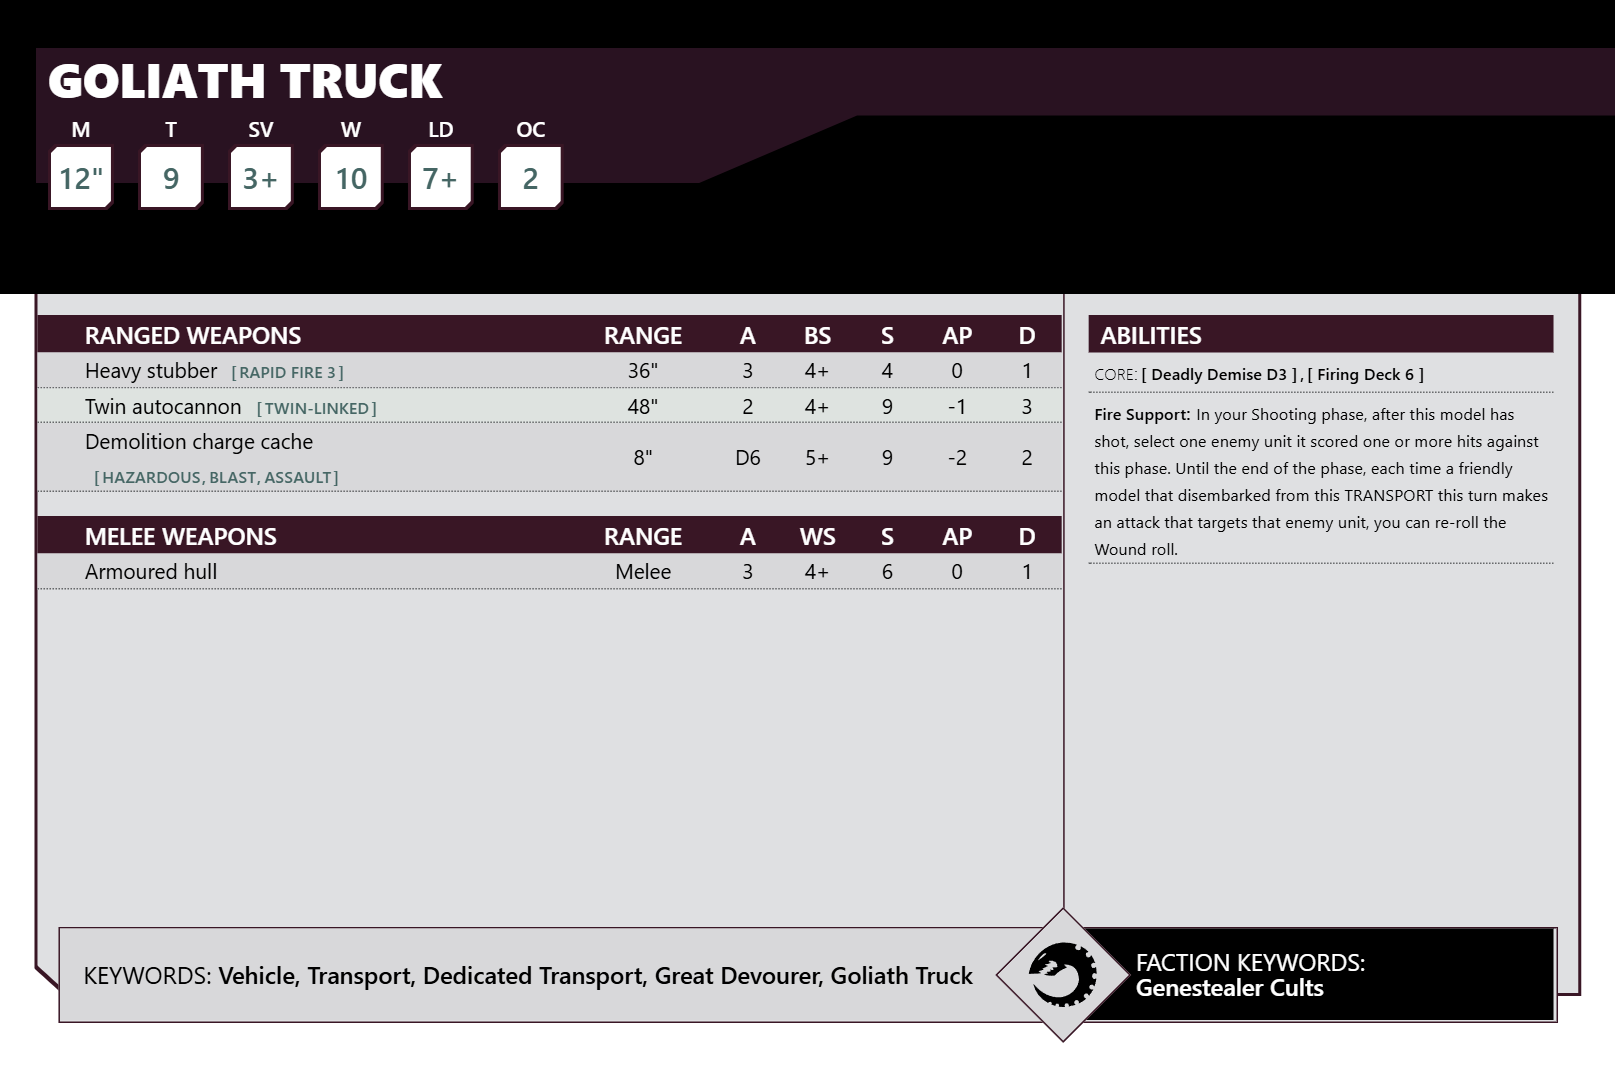 GOLIATH TRUCK
M T SV W LD OC
12" 9 3+ 10 7+ 2
RANGED WEAPONS RANGE A BS S AP D
Heavy stubber [RAPID FIRE 3] 36" 3 4+ 4 0 1
Twin autocannon [TWIN-LINKED] 48" 2 4+ 9 -1 3
Demolition charge cache
[HAZARDOUS, BLAST, ASSAULT] 8" D6 5+ 9 -2 2
MELEE WEAPONS RANGE A WS S AP D
Armoured hull Melee 3 4+ 6 0 1
ABILITIES
CORE: [ Deadly Demise D3 ] , [ Firing Deck 6 ]
Fire Support: In your Shooting phase, after this model has
shot, select one enemy unit it scored one or more hits against
this phase. Until the end of the phase, each time a friendly
model that disembarked from this TRANSPORT this turn makes
an attack that targets that enemy unit, you can re-roll the
Wound roll.
KEYWORDS: Vehicle, Transport, Dedicated Transport, Great Devourer, Goliath Truck
FACTION KEYWORDS:
Genestealer Cults